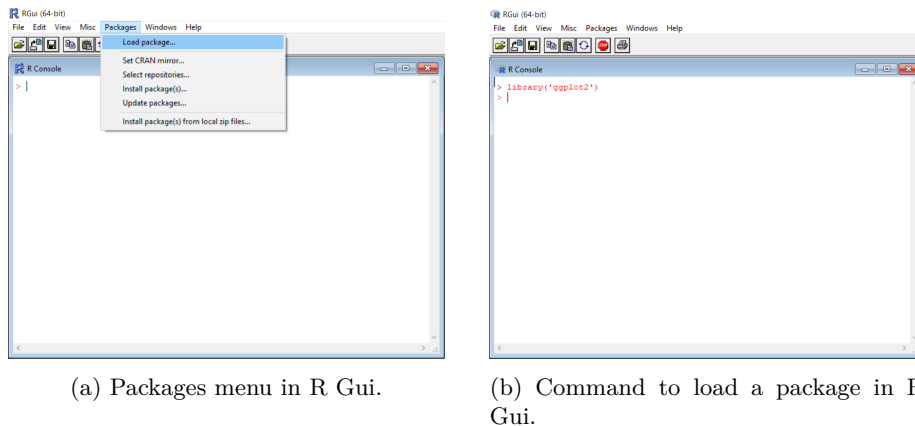 RGui (64-bit)
File Edit View Misc Packages Windows Help
Load package...
Set CRAN mirror...
Select repositories...
Install package(s)...
Update packages...
Install package(s) from local zip files...
R Console
>
(a) Packages menu in R Gui.
RGui (64-bit)
File Edit View Misc Packages Windows Help
STOP
R Console
> library('ggplot2')
>
(b) Command to load a package in R
Gui.